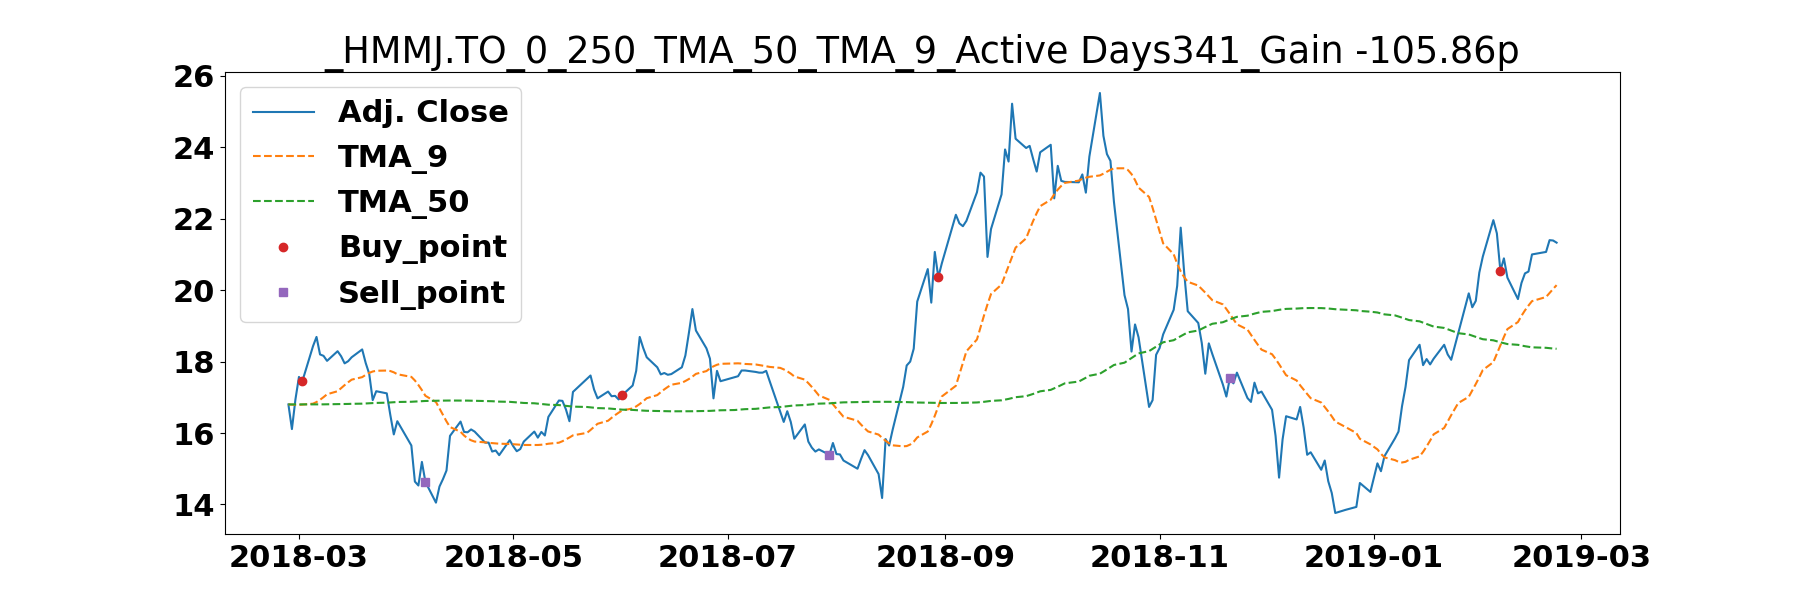 _HMMJ.TO_0_250_TMA_50_TMA_9_Active Days341_Gain -105.86p
26
24
22
20
18
16
14
Adj. Close
TMA_9
TMA_50
Buy_point
Sell_point
2018-03 2018-05 2018-07 2018-09 2018-11 2019-01 2019-03